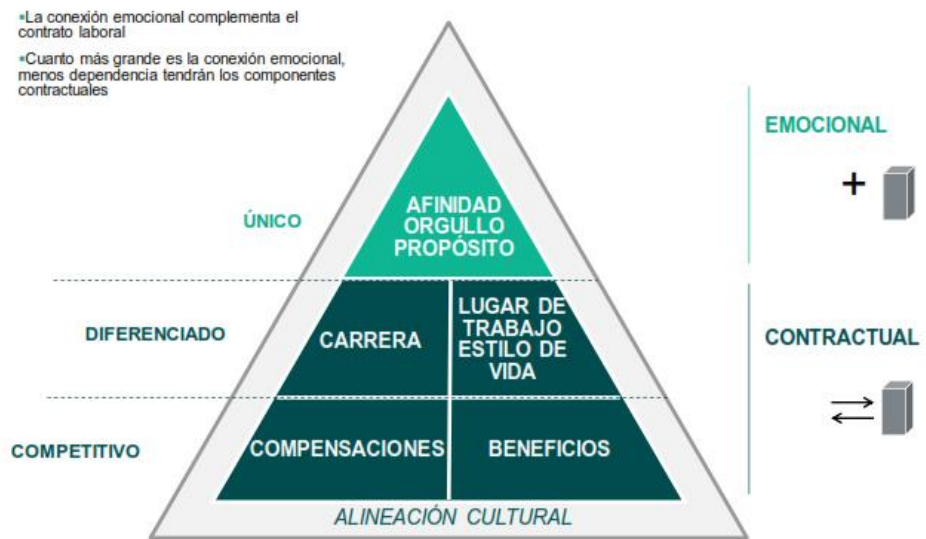 ▪La conexión emocional complementa el
contrato laboral
▪Cuanto más grande es la conexión emocional,
menos dependencia tendrán los componentes
contractuales
EMOCIONAL
+
ÚNICO
AFINIDAD
ORGULLO
PROPÓSITO
DIFERENCIADO
CARRERA
LUGAR DE
TRABAJO
ESTILO DE
VIDA
CONTRACTUAL
COMPETITIVO
COMPENSACIONES
BENEFICIOS
ALINEACIÓN CULTURAL